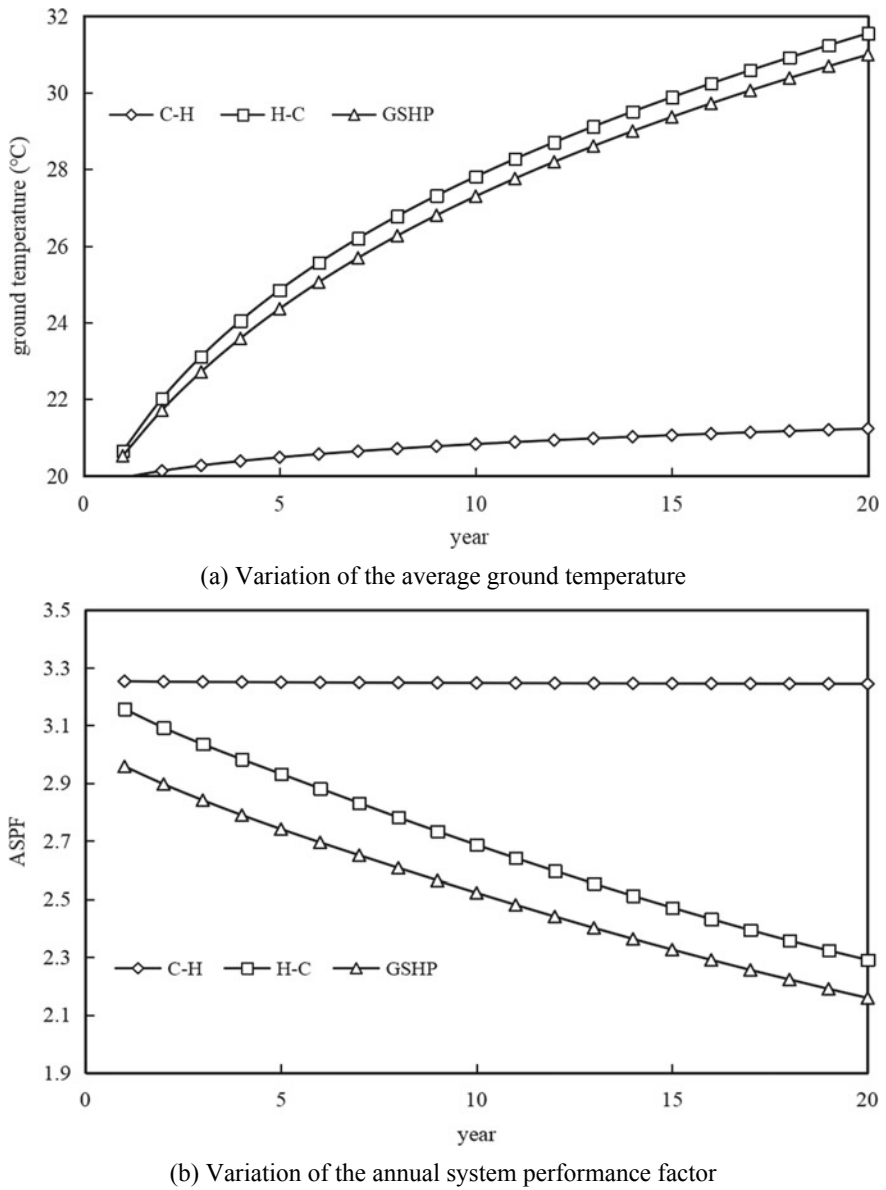 32
30
28
26
24
22
20
ground temperature (°C)
C-H H-C GSHP
0 5 10 15 20
year
(a) Variation of the average ground temperature
3.5
3.3
3.1
2.9
2.7
2.5
2.3
2.1
1.9
ASPF
C-H H-C GSHP
0 5 10 15 20
year
(b) Variation of the annual system performance factor